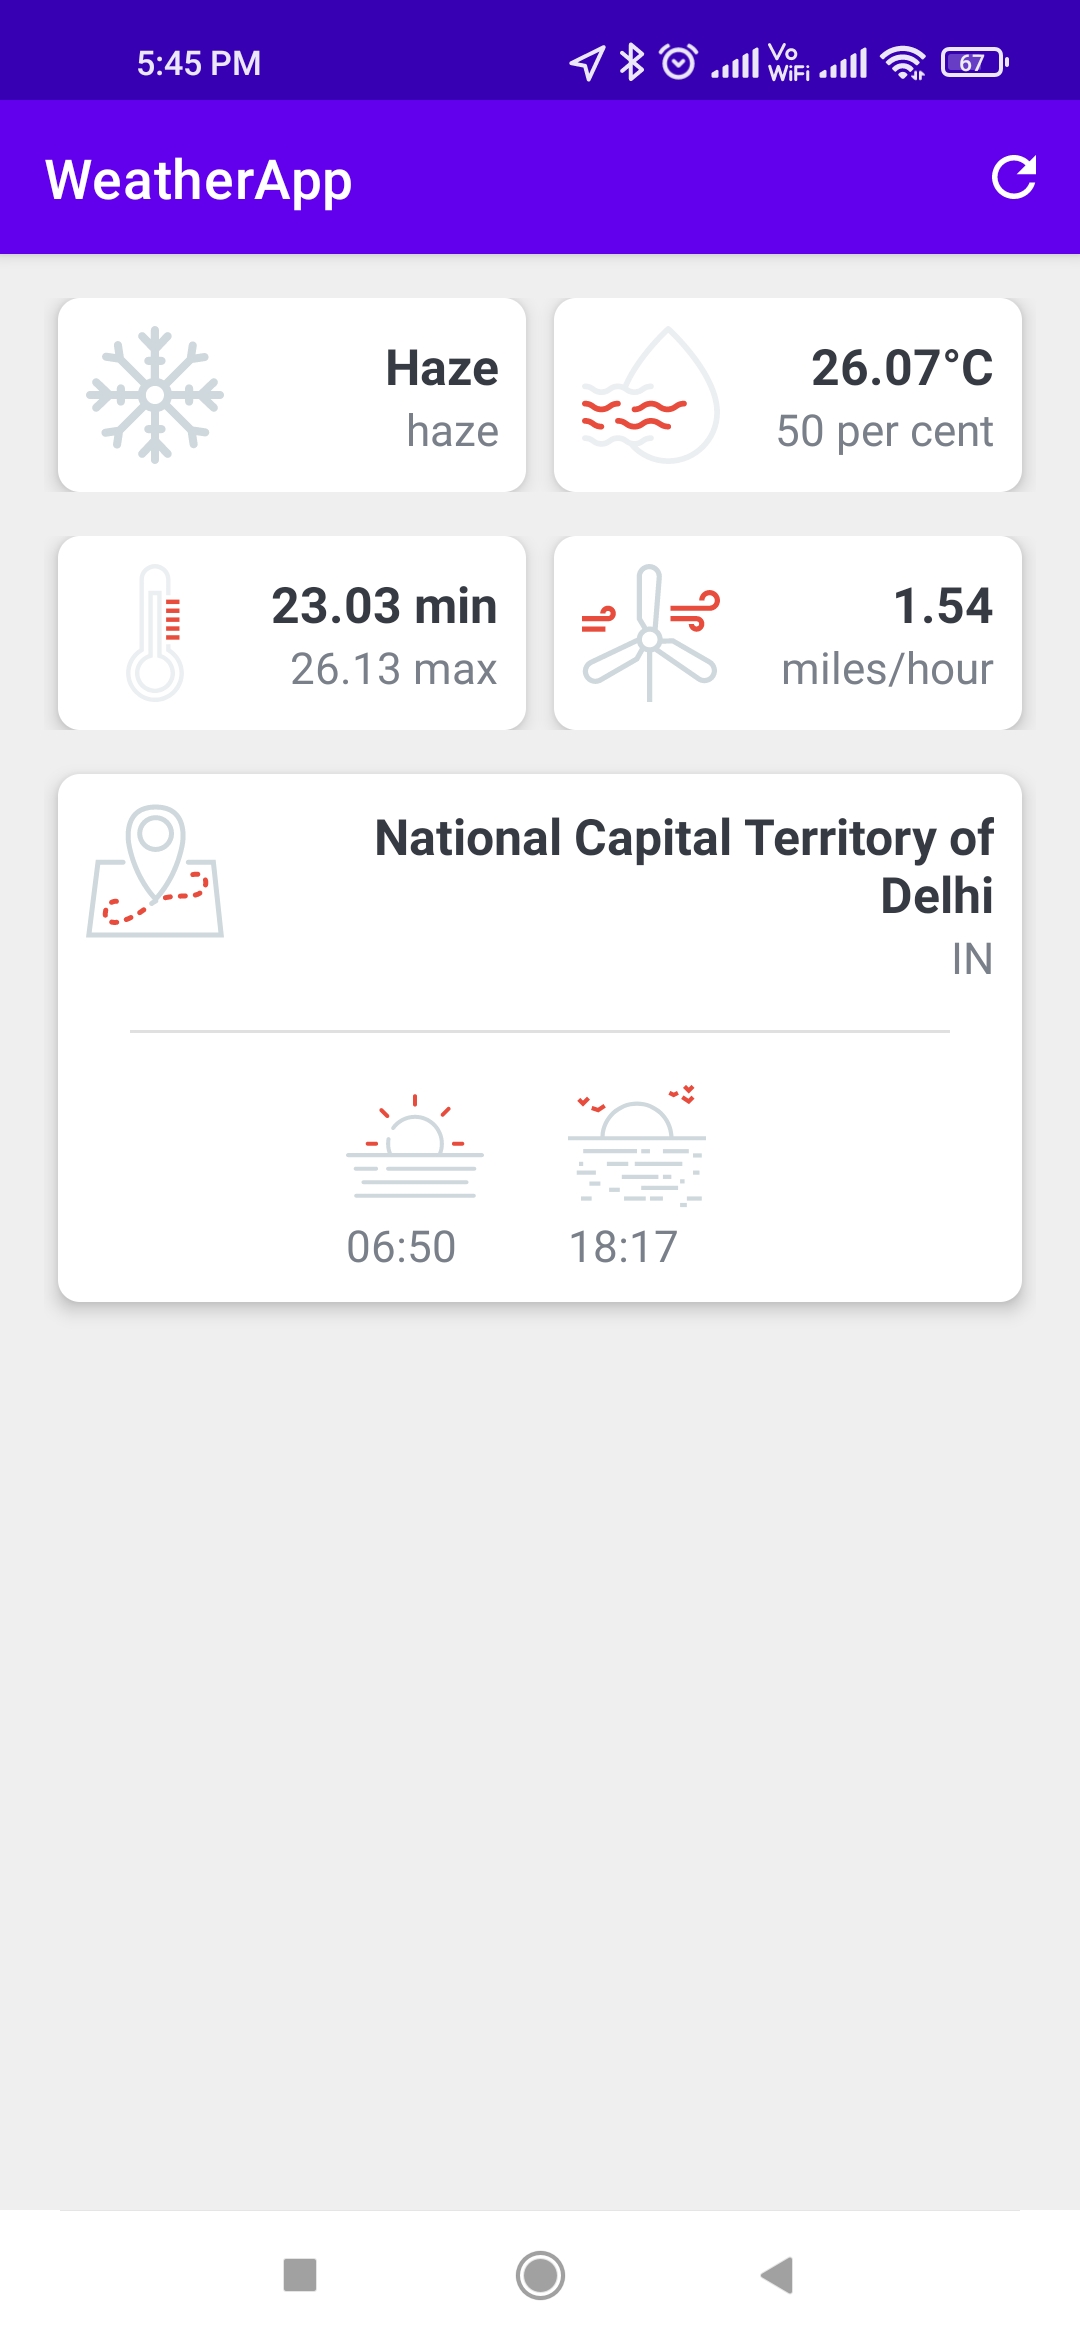 5:45 PM
Vo
WiFi
67
WeatherApp
Haze
haze
26.07°C
50 per cent
23.03 min
26.13 max
1.54
miles/hour
National Capital Territory of
Delhi
IN
06:50
18:17